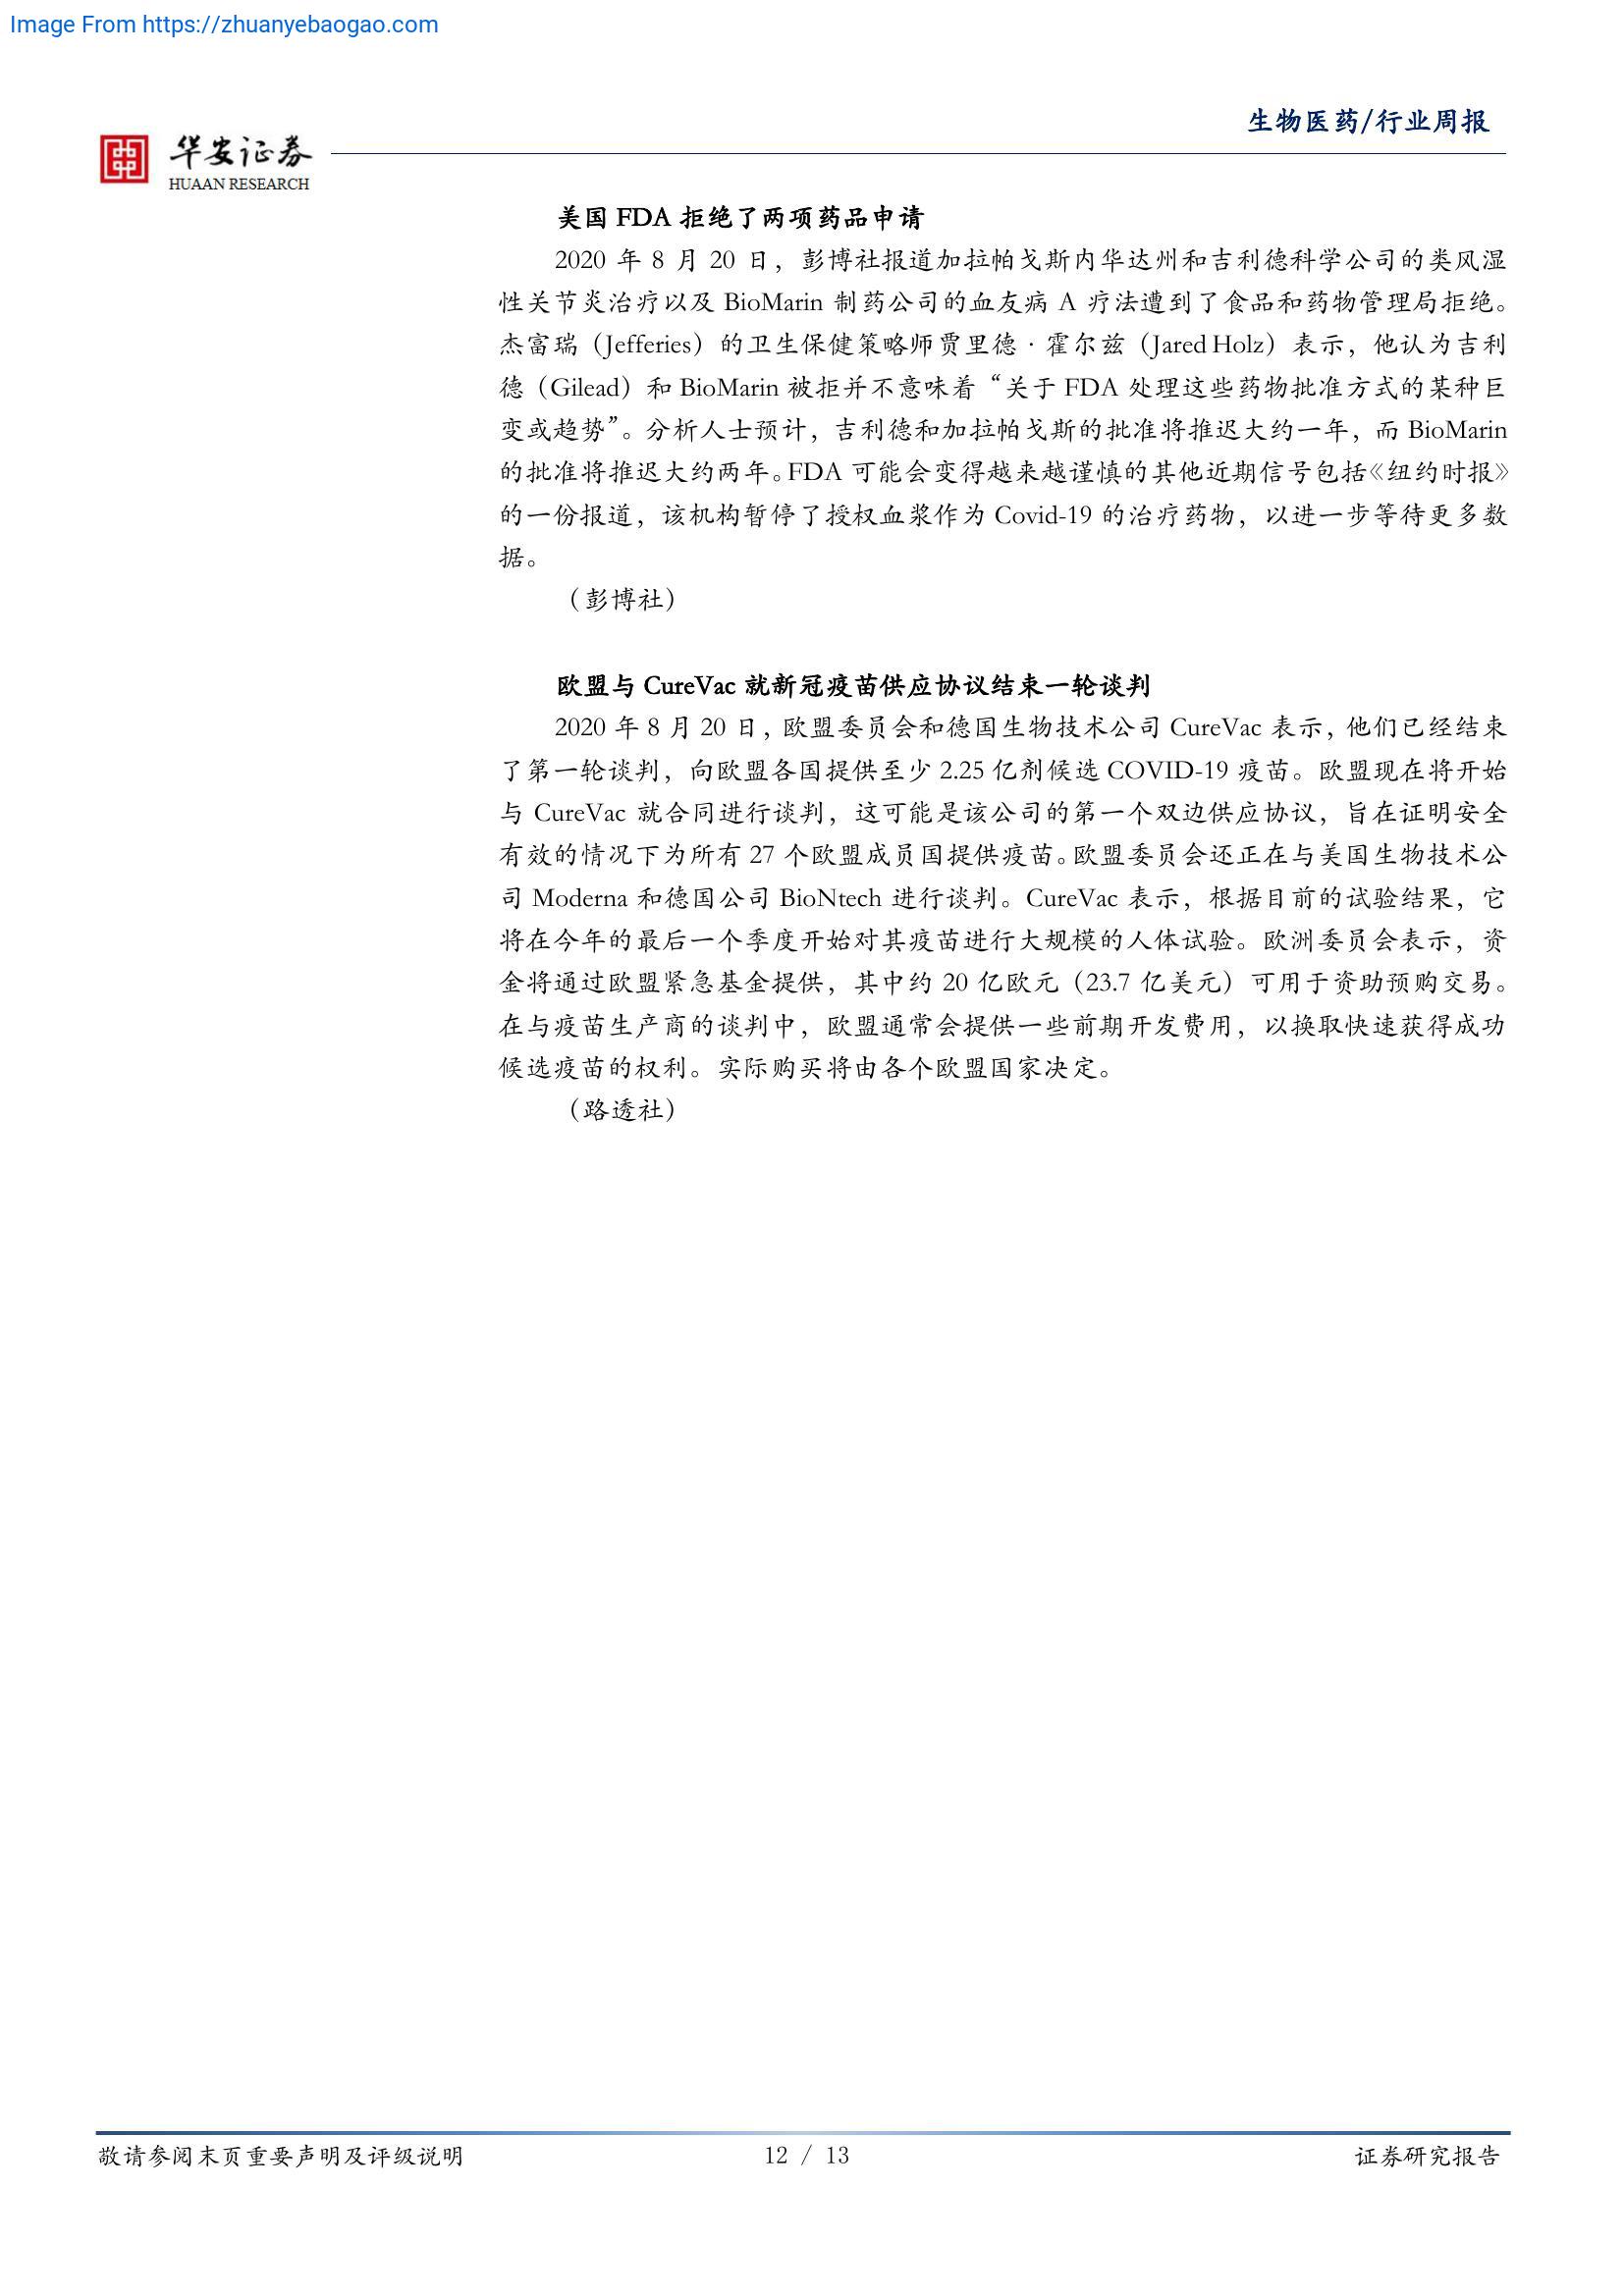 Image From https://zhuanyebaogao.com
生物医药/行业周报
华安证券
HUAAN RESEARCH
美国 FDA 拒绝了两项药品申请
2020 年 8 月 20 日，彭博社报道加拉帕戈斯内华达州和吉利德科学公司的类风湿
性关节炎治疗以及 BioMarin 制药公司的血友病 A 疗法遭到了食品和药物管理局拒绝。
杰富瑞（Jefferies）的卫生保健策略师贾里德·霍尔兹（Jared Holz）表示，他认为吉利
德（Gilead）和 BioMarin 被拒并不意味着“关于 FDA 处理这些药物批准方式的某种巨
变或趋势”。分析人士预计，吉利德和加拉帕戈斯的批准将推迟大约一年，而 BioMarin
的批准将推迟大约两年。FDA 可能会变得越来越谨慎的其他近期信号包括《纽约时报》
的一份报道，该机构暂停了授权血浆作为 Covid-19 的治疗药物，以进一步等待更多数
据。
（彭博社）
欧盟与 CureVac 就新冠疫苗供应协议结束一轮谈判
2020 年 8 月 20 日，欧盟委员会和德国生物技术公司 CureVac 表示，他们已经结束
了第一轮谈判，向欧盟各国提供至少 2.25 亿剂候选 COVID-19 疫苗。欧盟现在将开始
与 CureVac 就合同进行谈判，这可能是该公司的第一个双边供应协议，旨在证明安全
有效的情况下为所有 27 个欧盟成员国提供疫苗。欧盟委员会还正在与美国生物技术公
司 Moderna 和德国公司 BioNtech 进行谈判。CureVac 表示，根据目前的试验结果，它
将在今年的最后一个季度开始对其疫苗进行大规模的人体试验。欧洲委员会表示，资
金将通过欧盟紧急基金提供，其中约 20 亿欧元（23.7 亿美元）可用于资助预购交易。
在与疫苗生产商的谈判中，欧盟通常会提供一些前期开发费用，以换取快速获得成功
候选疫苗的权利。实际购买将由各个欧盟国家决定。
（路透社）
敬请参阅末页重要声明及评级说明
12 / 13
证券研究报告